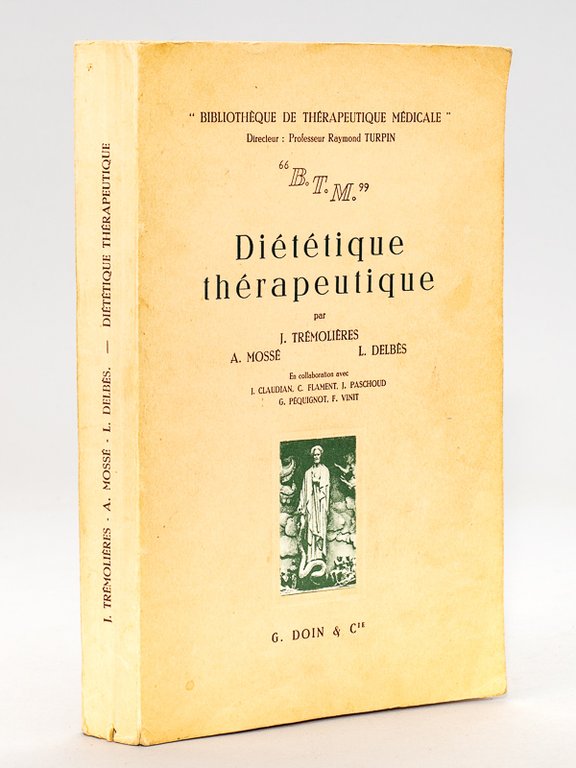 J. TRÉMOLIÈRES - A. MOSSÉ - L. DELBÈS. — DIÉTÉTIQUE THÉRAPEUTIQUE
" BIBLIOTHÈQUE DE THÉRAPEUTIQUE MÉDICALE "
Directeur : Professeur Raymond TURPIN
"B.T.M."
Diététique
thérapeutique
par
J. TRÉMOLIÈRES
A. MOSSÉ L. DELBÈS
En collaboration avec
J. CLAUDIAN, C. FLAMENT, J. PASCHOUD
G. PÉQUIGNOT, F. VINIT
G. DOIN & CIE